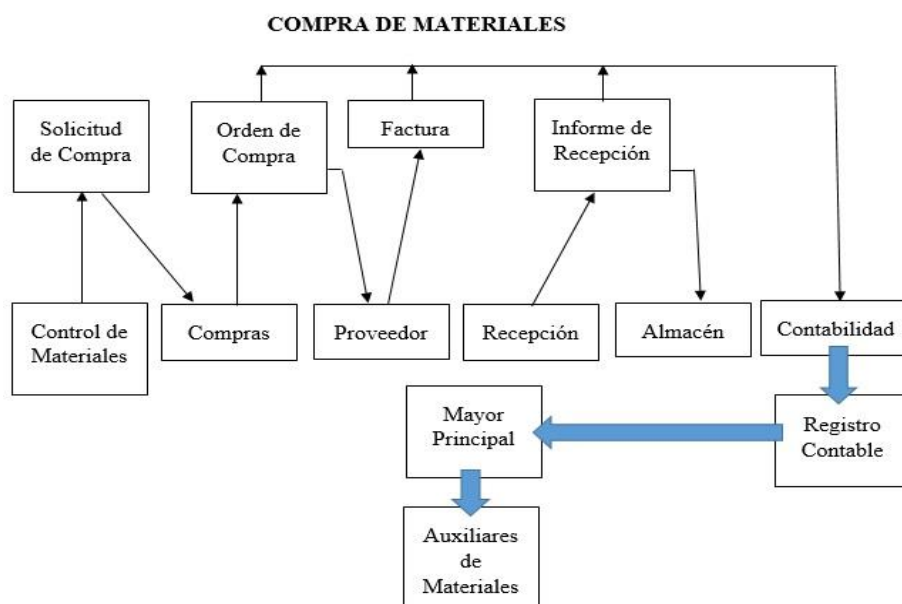 COMPRA DE MATERIALES
Solicitud
de Compra
Orden de
Compra
Factura
Informe de
Recepción
Control de
Materiales
Compras
Proveedor
Recepción
Almacén
Contabilidad
Mayor
Principal
Registro
Contable
Auxiliares
de
Materiales